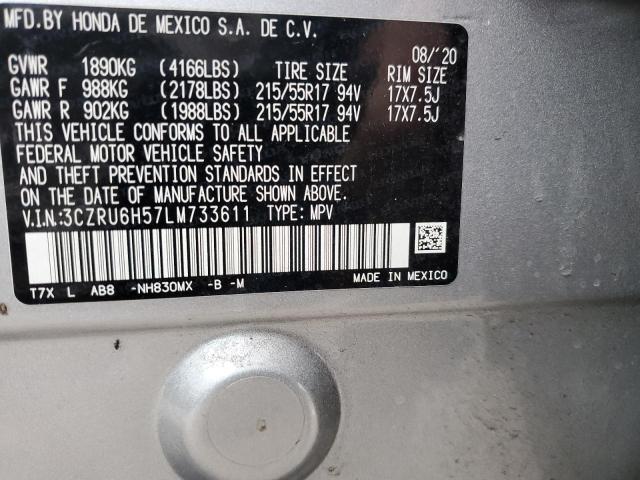 MFD.BY HONDA DE MEXICO S.A. DE C.V.
08/'20
GVWR 1890KG (4166LBS) TIRE SIZE RIM SIZE
GAWR F 988KG (2178LBS) 215/55R17 94V 17X7.5J
GAWR R 902KG (1988LBS) 215/55R17 94V 17X7.5J
THIS VEHICLE CONFORMS TO ALL APPLICABLE
FEDERAL MOTOR VEHICLE SAFETY
AND THEFT PREVENTION STANDARDS IN EFFECT
ON THE DATE OF MANUFACTURE SHOWN ABOVE.
V.I.N.:3CZRU6H57LM733611 TYPE: MPV
T7X L AB8 -NH830MX -B -M
MADE IN MEXICO